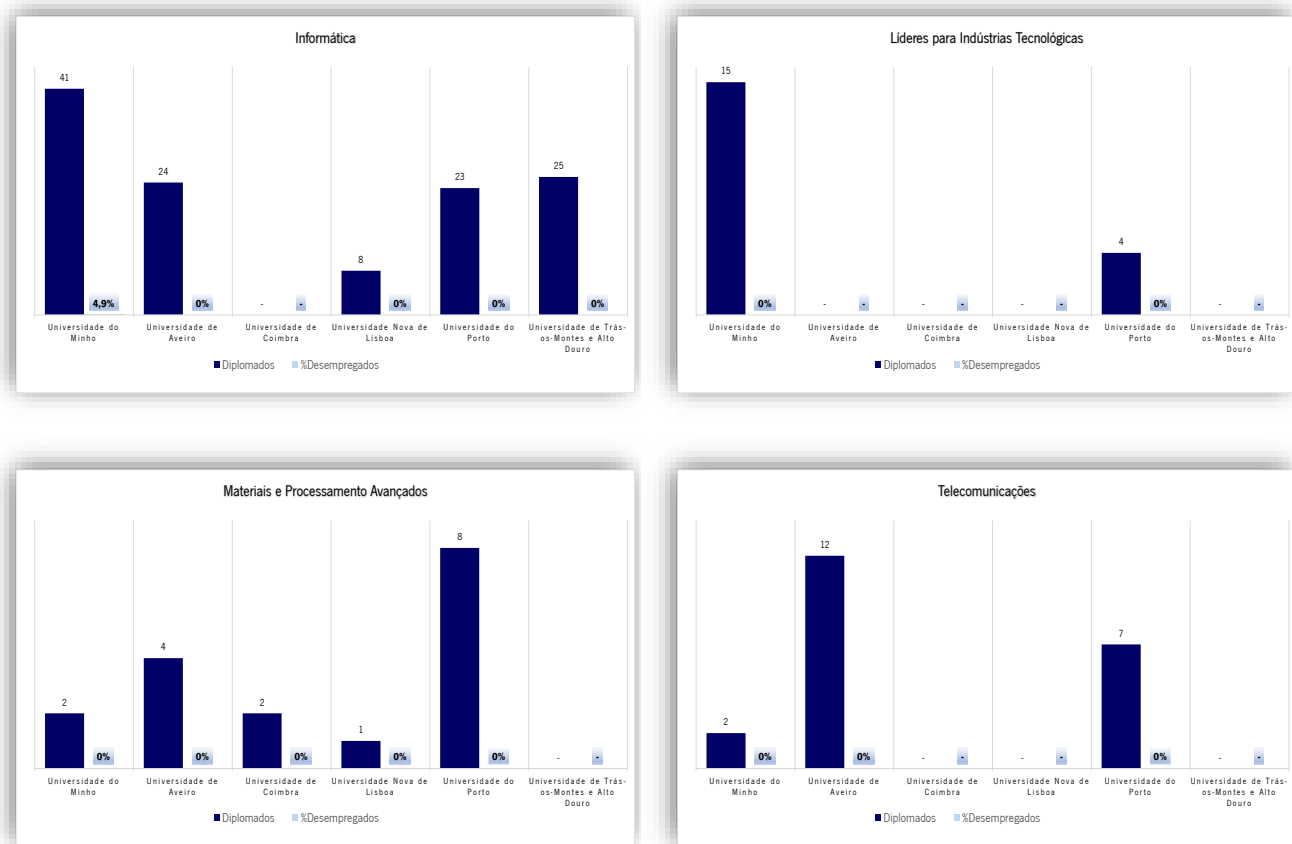 Informática
41
24
8
23
25
4,9%
0%
-
-
0%
0%
0%
Universidade do
Minho
Universidade de
Aveiro
Universidade de
Coimbra
Universidade Nova de
Lisboa
Universidade do
Porto
Universidade de Trás-
os-Montes e Alto
Douro
Diplomados %Desempregados
Líderes para Indústrias Tecnológicas
15
4
0%
-
-
-
-
-
-
0%
-
-
Universidade do
Minho
Universidade de
Aveiro
Universidade de
Coimbra
Universidade Nova de
Lisboa
Universidade do
Porto
Universidade de Trás-
os-Montes e Alto
Douro
Diplomados %Desempregados
Materiais e Processamento Avançados
2
4
2
1
8
0%
0%
0%
0%
0%
-
-
Universidade do
Minho
Universidade de
Aveiro
Universidade de
Coimbra
Universidade Nova de
Lisboa
Universidade do
Porto
Universidade de Trás-
os-Montes e Alto
Douro
Diplomados %Desempregados
Telecomunicações
2
12
7
0%
0%
-
-
-
-
0%
-
-
Universidade do
Minho
Universidade de
Aveiro
Universidade de
Coimbra
Universidade Nova de
Lisboa
Universidade do
Porto
Universidade de Trás-
os-Montes e Alto
Douro
Diplomados %Desempregados